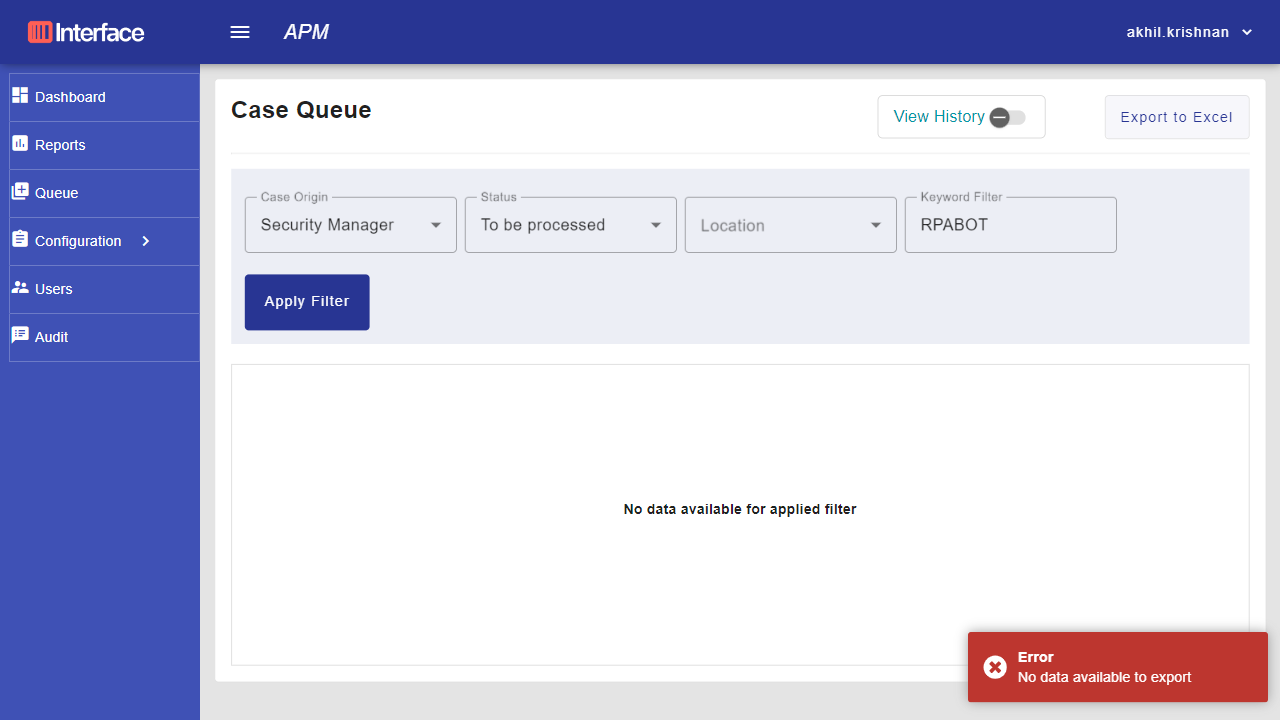 Interface
APM
akhil.krishnan
Dashboard
Reports
Queue
Configuration
Users
Audit
Case Queue
View History
Export to Excel
Case Origin
Security Manager
Status
To be processed
Location
Keyword Filter
RPABOT
Apply Filter
No data available for applied filter
Error
No data available to export